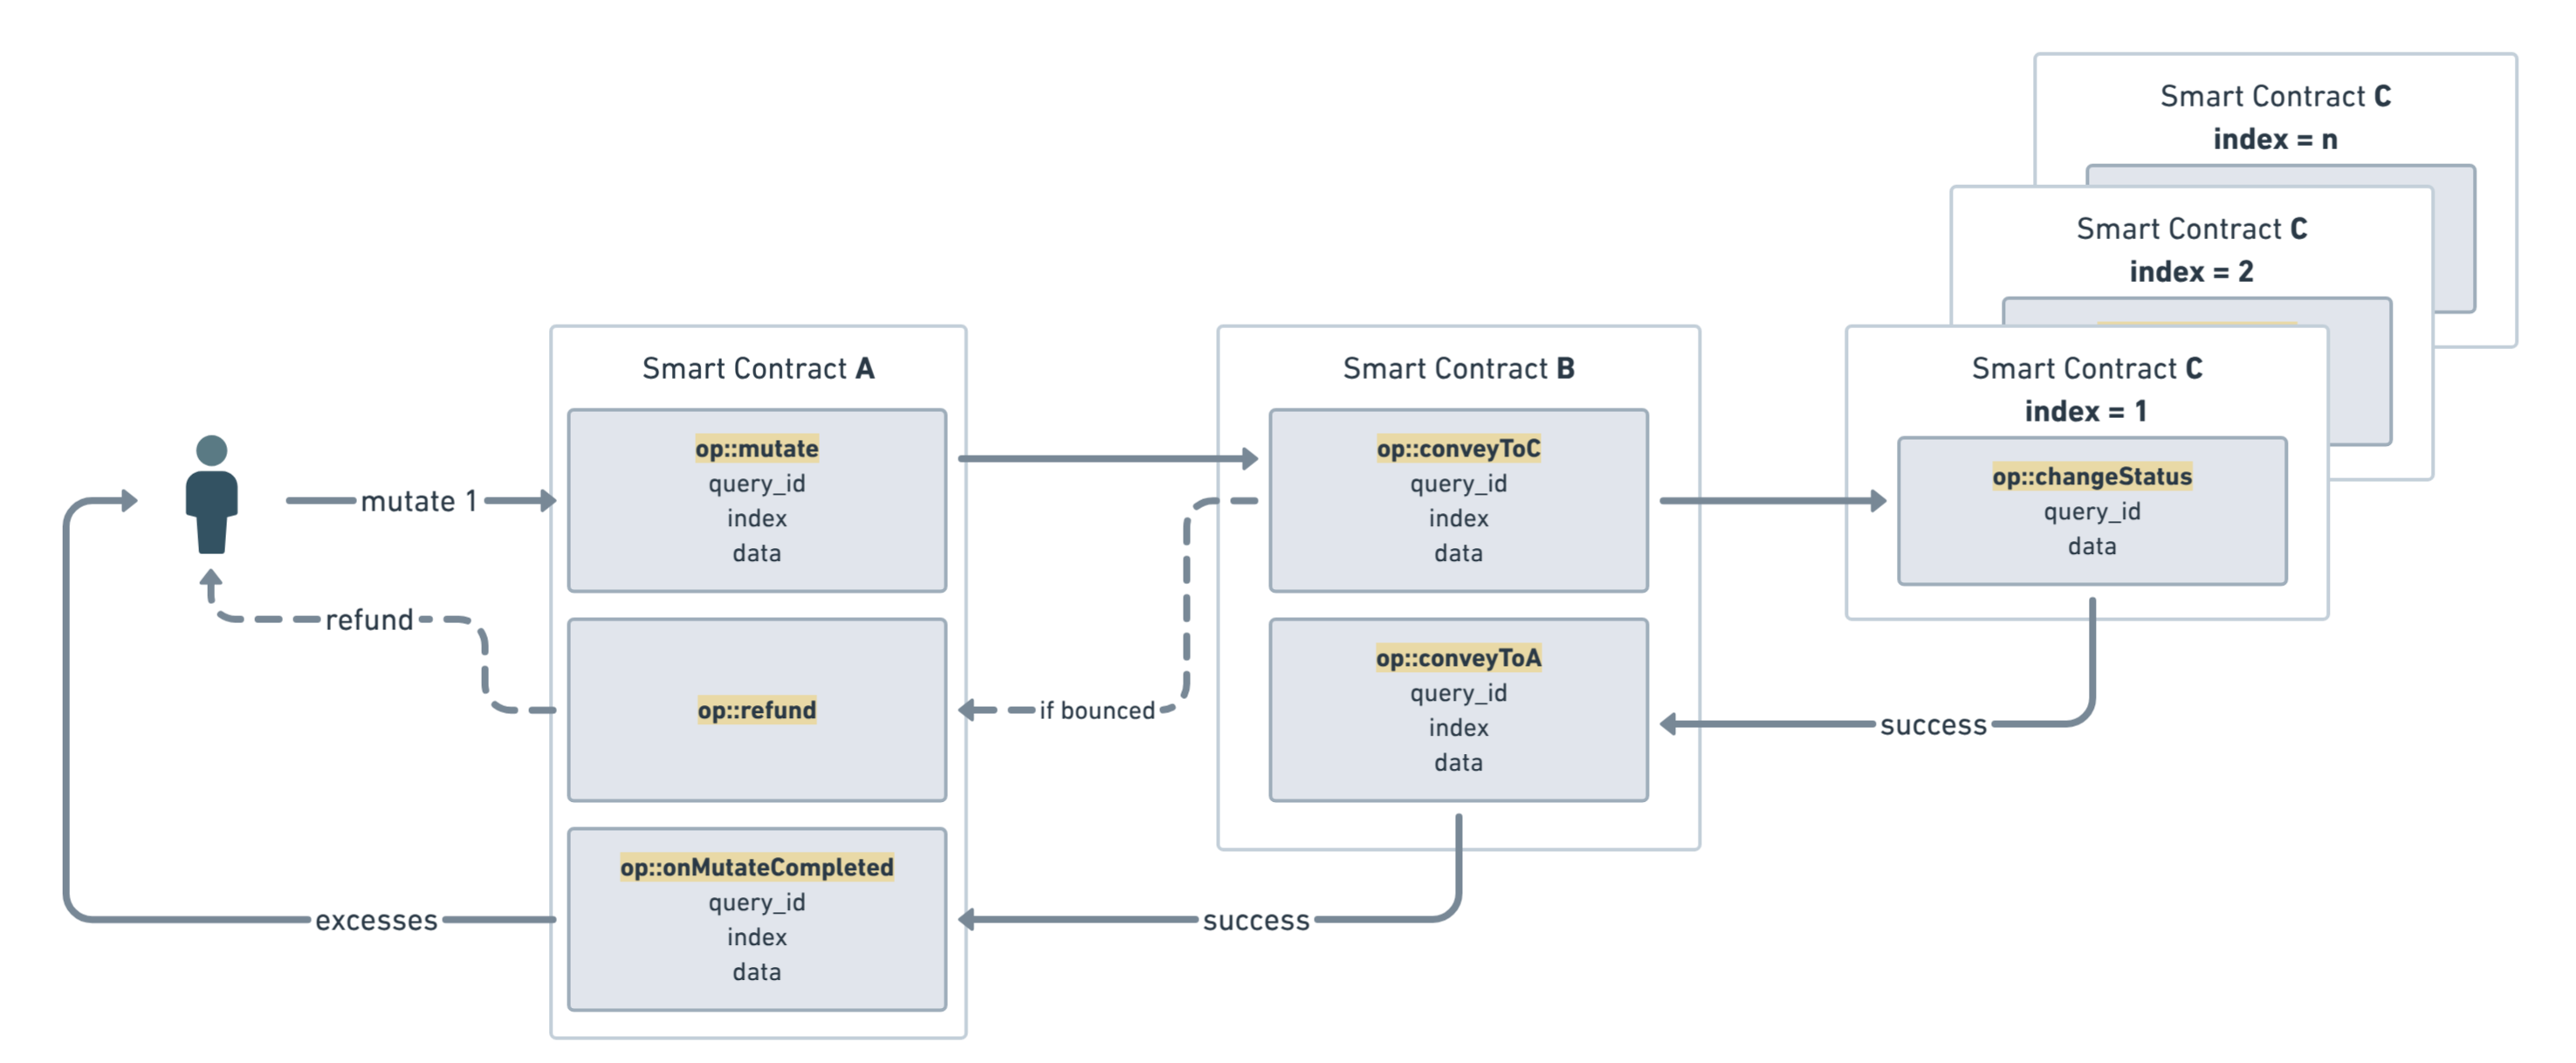 Smart Contract C
index = n
Smart Contract C
index = 2
Smart Contract C
index = 1
op::changeStatus
query_id
data
Smart Contract A
op::mutate
query_id
index
data
op::refund
op::onMutateCompleted
query_id
index
data
Smart Contract B
op::conveyToC
query_id
index
data
op::conveyToA
query_id
index
data
mutate 1
refund
if bounced
success
success
excesses